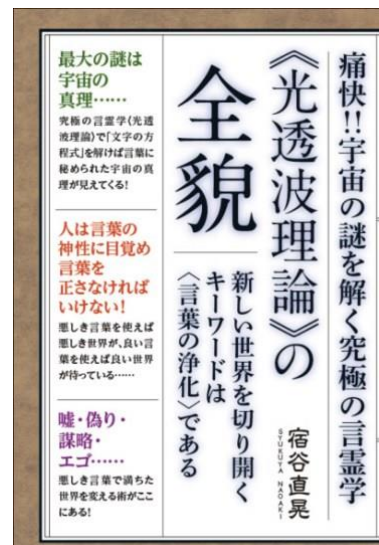 痛快!!宇宙の謎を解く究極の言霊学
《光透波理論》の
全貌
新しい世界を切り開く
キーワードは
〈言葉の浄化〉である
宿谷直晃
SYUKUYA NAOAKI
最大の謎は
宇宙の
真理……
究極の言霊学〈光透
波理論〉で「文字の方
程式」を解けば言葉に
秘められた宇宙の真
理が見えてくる!
人は言葉の
神性に目覚め
言葉を
正さなければ
いけない!
悪しき言葉を使えば
悪しき世界が、良い言
葉を使えば良い世界
が待っている……
嘘・偽り・
謀略・
エゴ……
悪しき言葉で満ちた
世界を変える術がここ
にある!